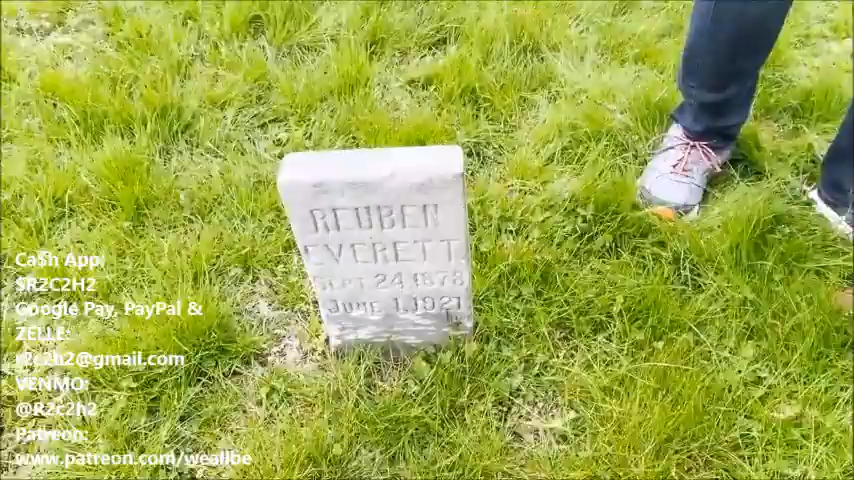 REUBEN
EVERETT.
SEPT 24 1878
JUNE 1, 1921
Ca$h App
$R2C2H2
Google Pay, PayPal &
ZELLE:
r2c2h2@gmail.com
VENMO:
@R2c2h2
Patreon:
www.patreon.com/weallbe